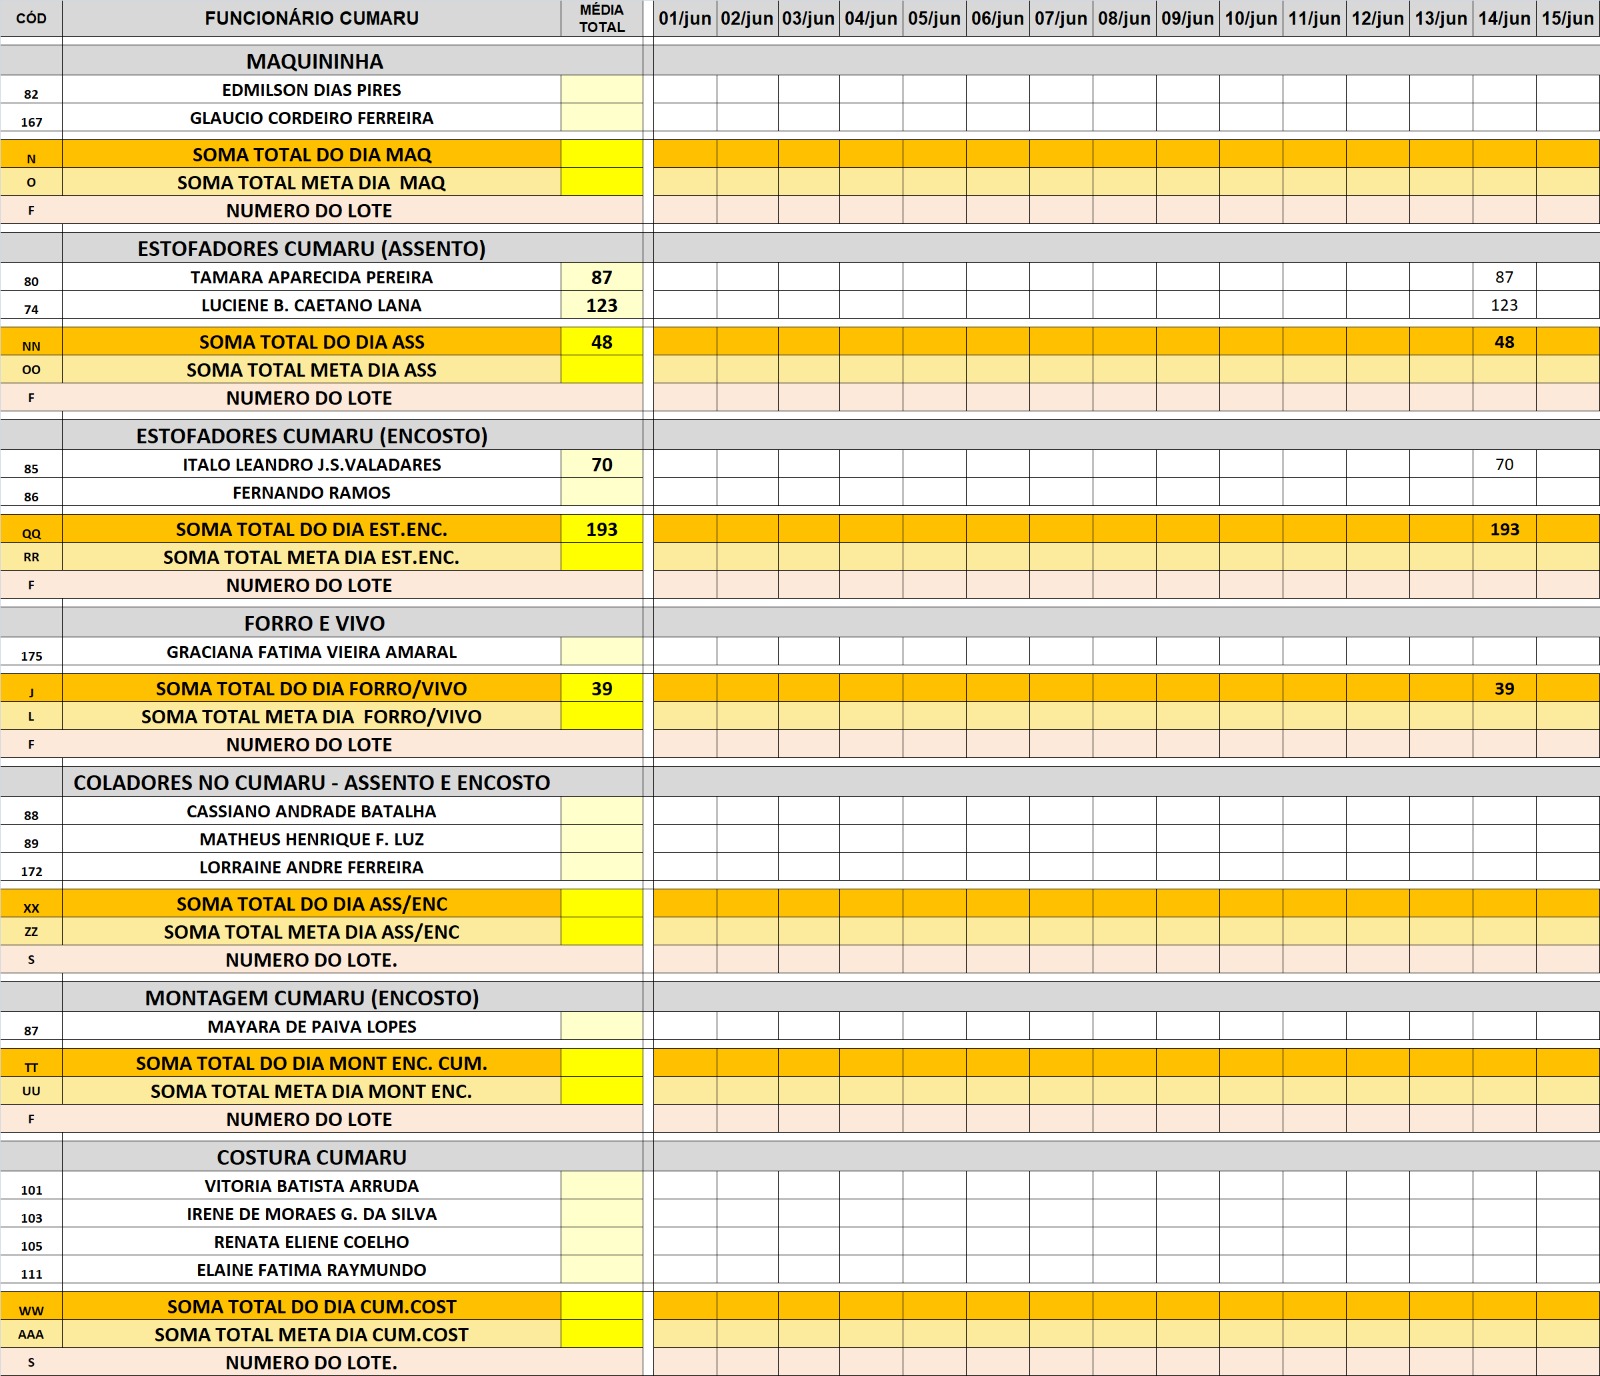 CÓD FUNCIONÁRIO CUMARU MÉDIA TOTAL 01/jun 02/jun 03/jun 04/jun 05/jun 06/jun 07/jun 08/jun 09/jun 10/jun 11/jun 12/jun 13/jun 14/jun 15/jun
MAQUININHA
82 EDMILSON DIAS PIRES
167 GLAUCIO CORDEIRO FERREIRA
N SOMA TOTAL DO DIA MAQ
O SOMA TOTAL META DIA  MAQ
F NUMERO DO LOTE
ESTOFADORES CUMARU (ASSENTO)
80 TAMARA APARECIDA PEREIRA 87 87
74 LUCIENE B. CAETANO LANA 123 123
NN SOMA TOTAL DO DIA ASS 48 48
OO SOMA TOTAL META DIA ASS
F NUMERO DO LOTE
ESTOFADORES CUMARU (ENCOSTO)
85 ITALO LEANDRO J.S.VALADARES 70 70
86 FERNANDO RAMOS
QQ SOMA TOTAL DO DIA EST.ENC. 193 193
RR SOMA TOTAL META DIA EST.ENC.
F NUMERO DO LOTE
FORRO E VIVO
175 GRACIANA FATIMA VIEIRA AMARAL
J SOMA TOTAL DO DIA FORRO/VIVO 39 39
L SOMA TOTAL META DIA  FORRO/VIVO
F NUMERO DO LOTE
COLADORES NO CUMARU - ASSENTO E ENCOSTO
88 CASSIANO ANDRADE BATALHA
89 MATHEUS HENRIQUE F. LUZ
172 LORRAINE ANDRE FERREIRA
XX SOMA TOTAL DO DIA ASS/ENC
ZZ SOMA TOTAL META DIA ASS/ENC
S NUMERO DO LOTE.
MONTAGEM CUMARU (ENCOSTO)
87 MAYARA DE PAIVA LOPES
TT SOMA TOTAL DO DIA MONT ENC. CUM.
UU SOMA TOTAL META DIA MONT ENC.
F NUMERO DO LOTE
COSTURA CUMARU
101 VITORIA BATISTA ARRUDA
103 IRENE DE MORAES G. DA SILVA
105 RENATA ELIENE COELHO
111 ELAINE FATIMA RAYMUNDO
WW SOMA TOTAL DO DIA CUM.COST
AAA SOMA TOTAL META DIA CUM.COST
S NUMERO DO LOTE.